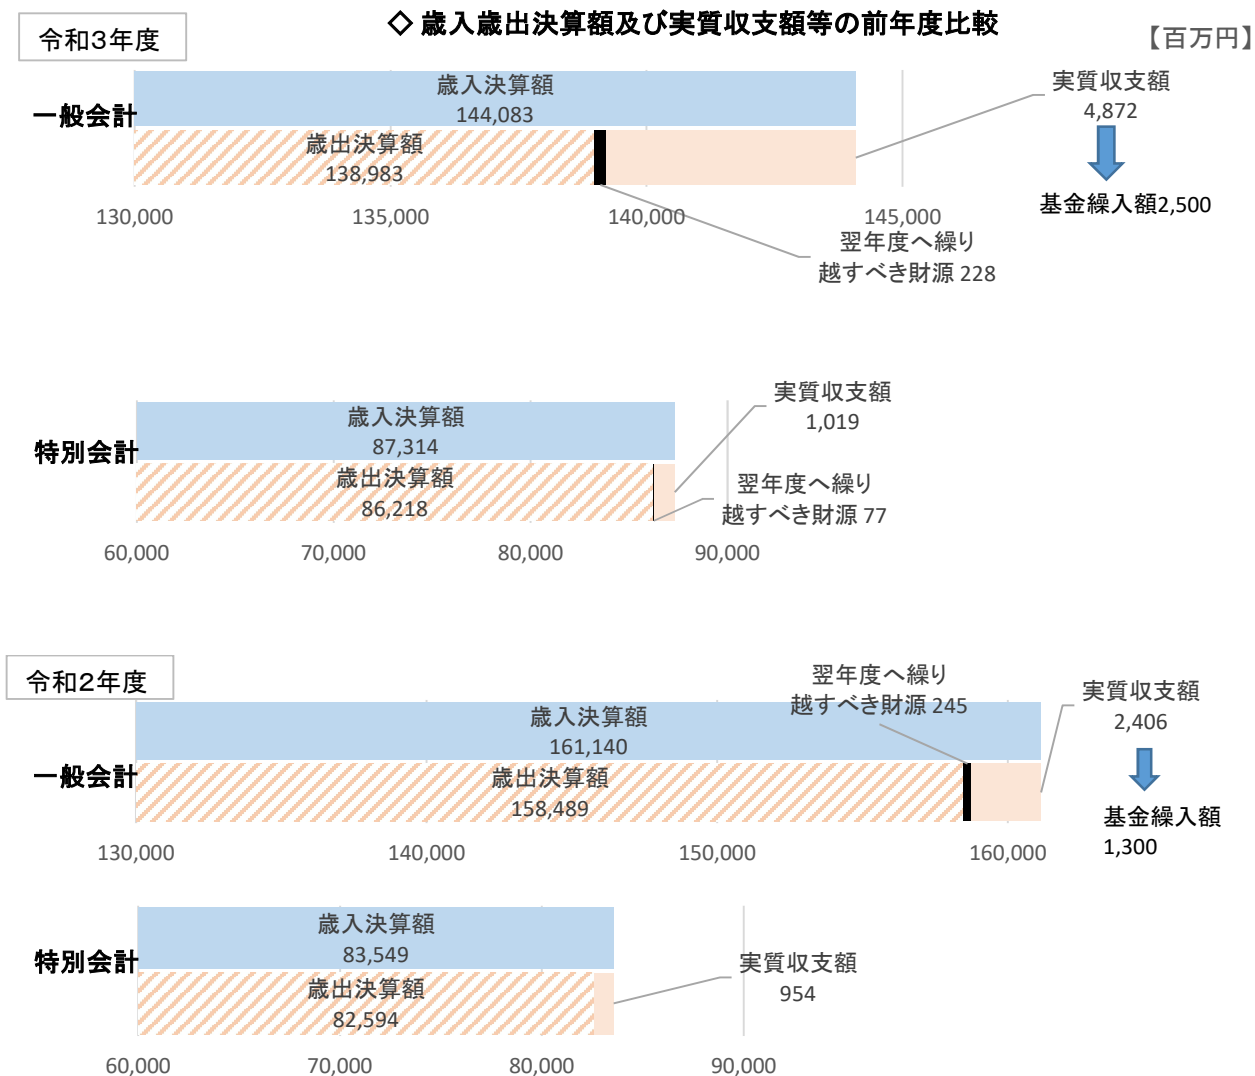 ◇ 歳入歳出決算額及び実質収支額等の前年度比較
令和3年度
【百万円】
一般会計
歳入決算額
144,083
歳出決算額
138,983
実質収支額
4,872
基金繰入額2,500
130,000 135,000 140,000 145,000
翌年度へ繰り
越すべき財源 228
特別会計
歳入決算額
87,314
歳出決算額
86,218
実質収支額
1,019
翌年度へ繰り
越すべき財源 77
60,000 70,000 80,000 90,000
令和2年度
一般会計
翌年度へ繰り
越すべき財源 245
歳入決算額
161,140
歳出決算額
158,489
実質収支額
2,406
基金繰入額
1,300
130,000 140,000 150,000 160,000
特別会計
歳入決算額
83,549
歳出決算額
82,594
実質収支額
954
60,000 70,000 80,000 90,000